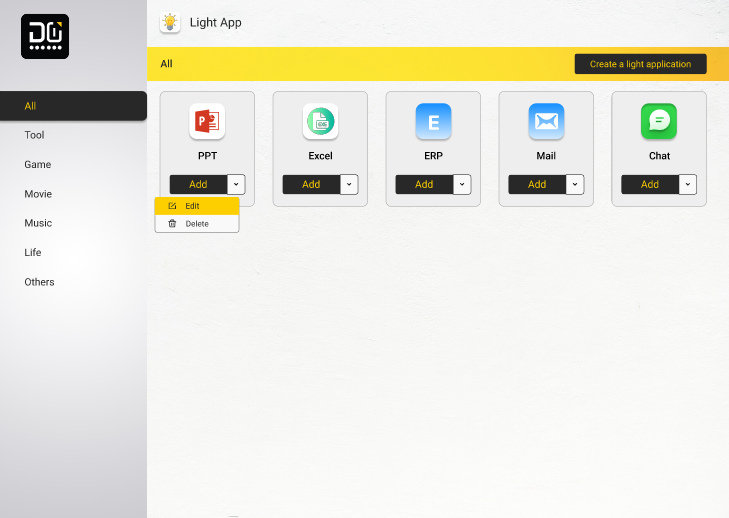 Light App
All
Create a light application
All
Tool
Game
Movie
Music
Life
Others
PPT
Add
Edit
Delete
Excel
Add
E
ERP
Add
Mail
Add
Chat
Add